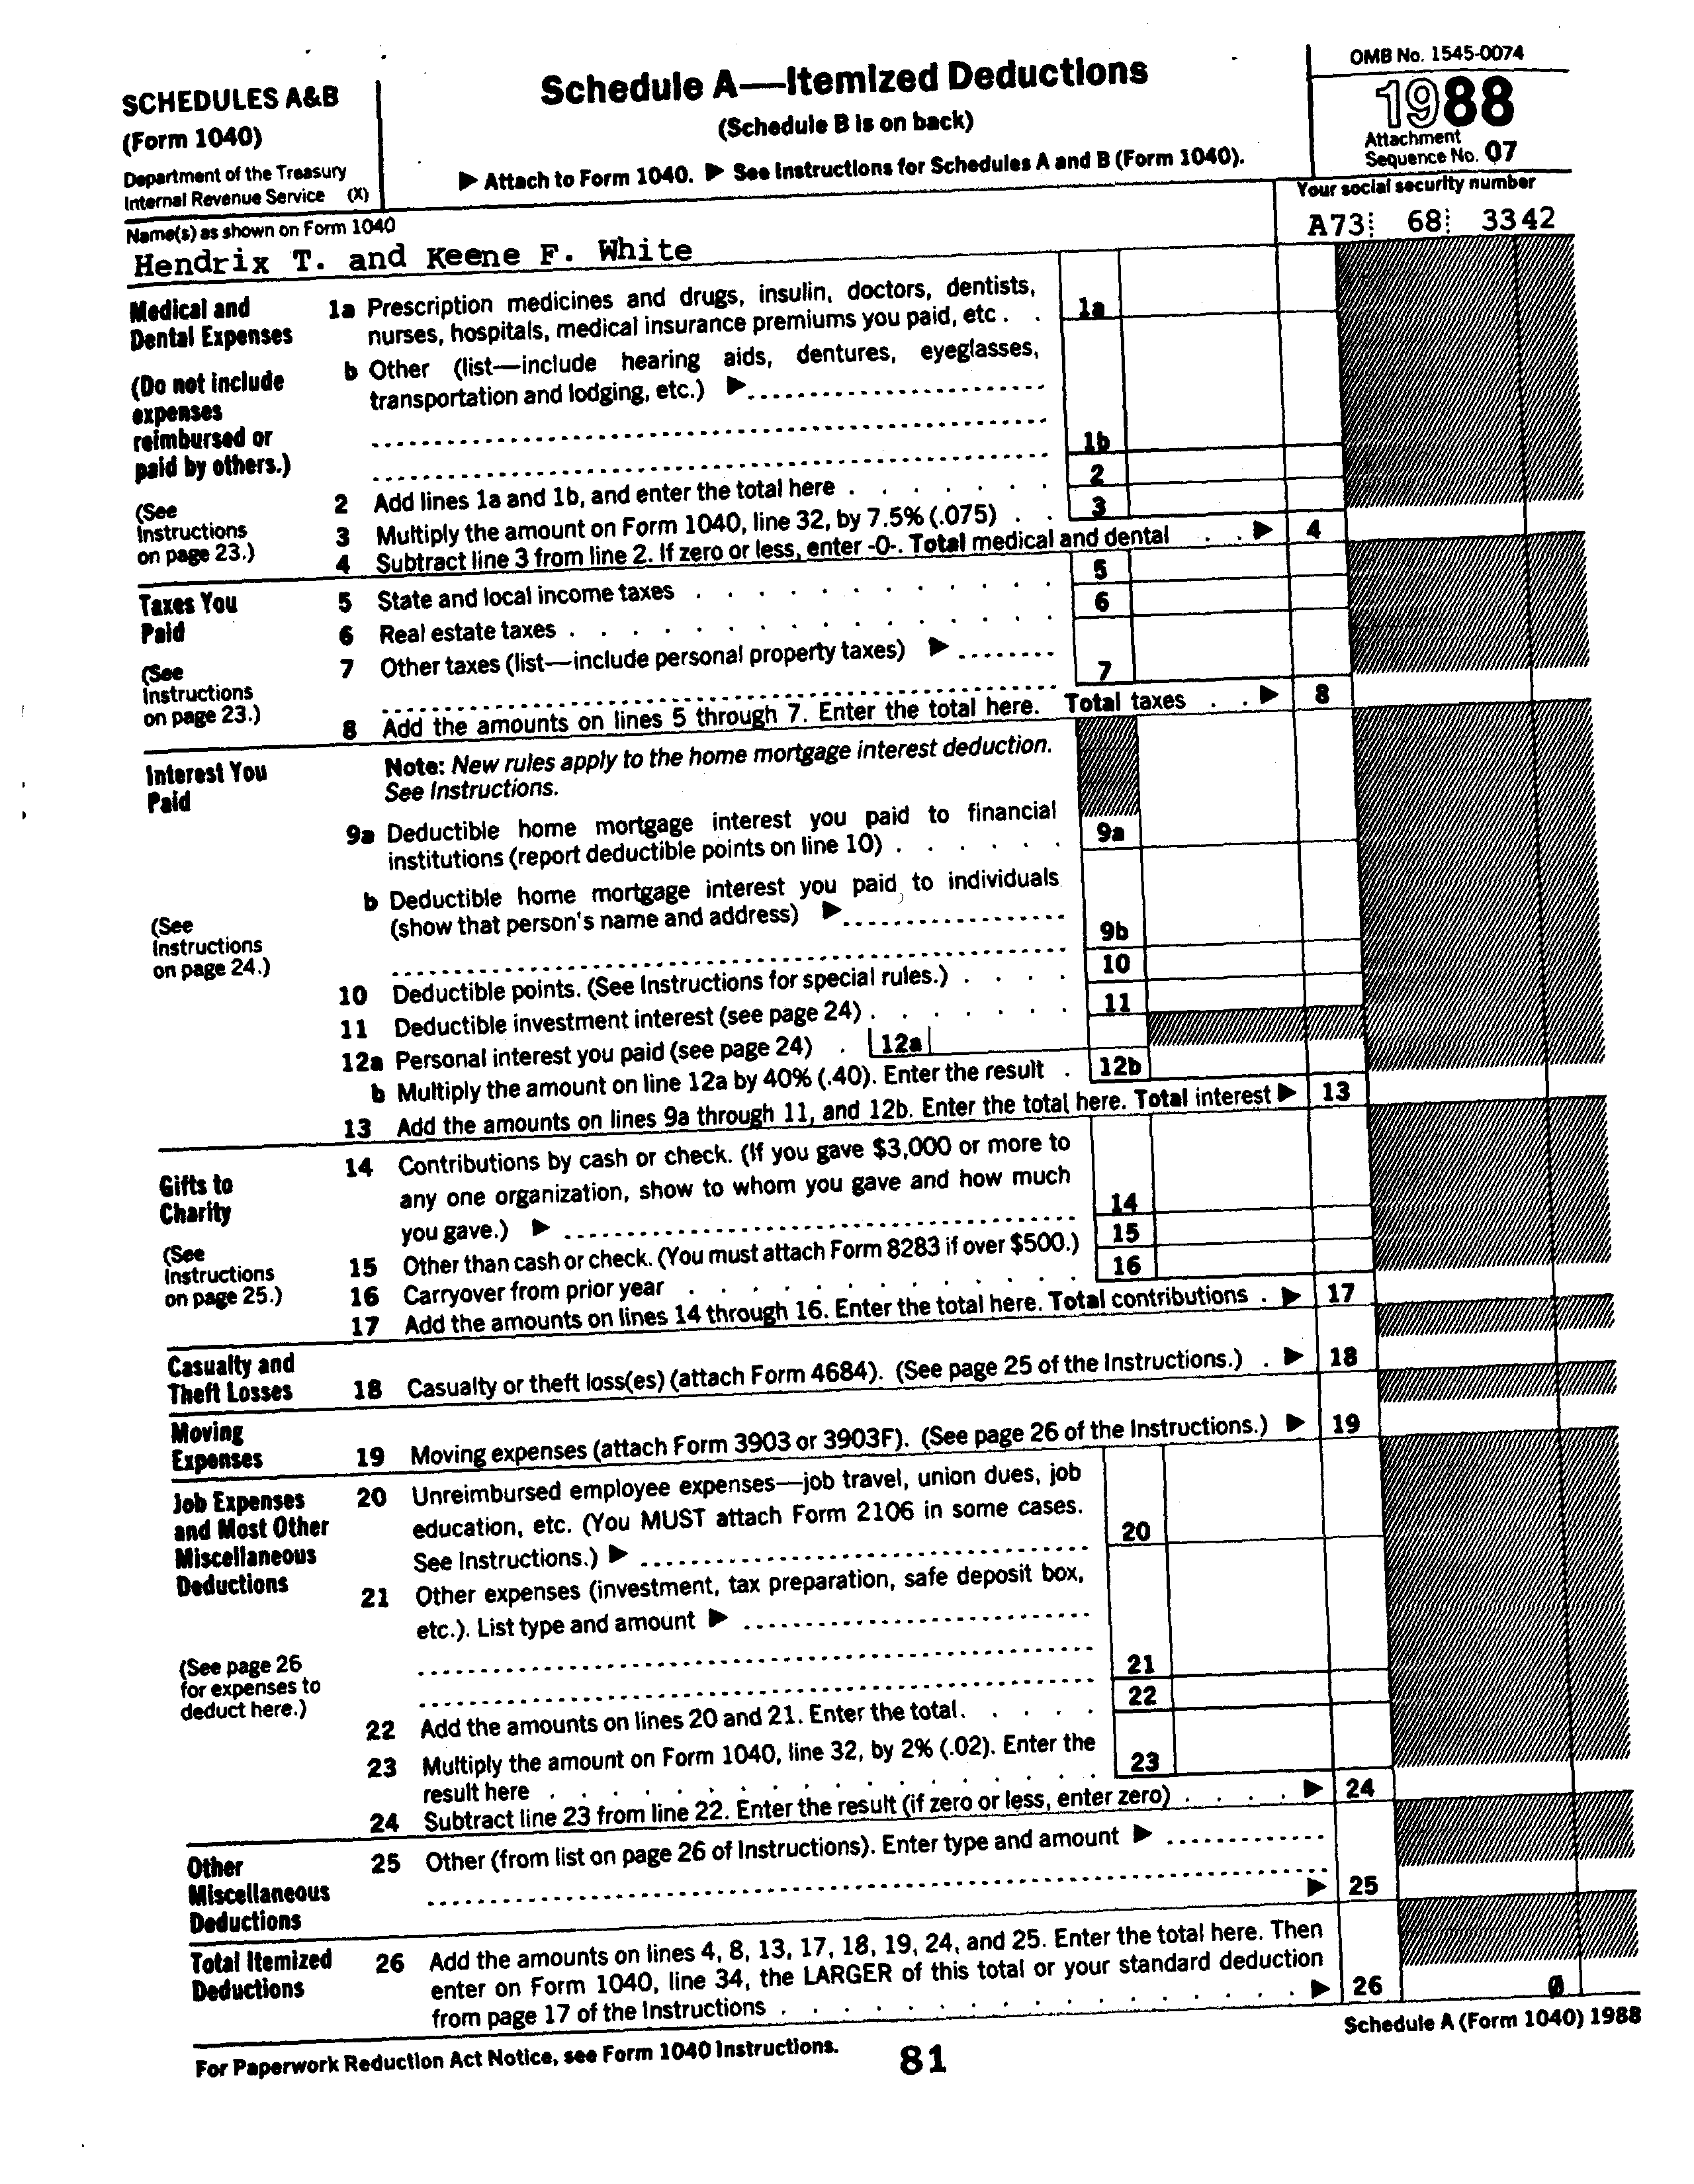 SCHEDULES A&B
(Form 1040)
Department of the Treasury
Internal Revenue Service (X)
Schedule A—Itemized Deductions
(Schedule B is on back)
▶ Attach to Form 1040. ▶ See Instructions for Schedules A and B (Form 1040).
OMB No. 1545-0074
1988
Attachment
Sequence No. 07
Name(s) as shown on Form 1040
Your social security number
Hendrix T. and Keene F. White
A73 68 3342
Medical and
Dental Expenses
(Do not include
expenses
reimbursed or
paid by others.)
(See
Instructions
on page 23.)
1a Prescription medicines and drugs, insulin, doctors, dentists,
nurses, hospitals, medical insurance premiums you paid, etc . . 1a
b Other (list—include hearing aids, dentures, eyeglasses,
transportation and lodging, etc.) ▶
1b
2 Add lines 1a and 1b, and enter the total here . . . . . . . 2
3 Multiply the amount on Form 1040, line 32, by 7.5% (.075) . . 3
4 Subtract line 3 from line 2. If zero or less, enter -0-. Total medical and dental . . ▶ 4
Taxes You
Paid
(See
Instructions
on page 23.)
5 State and local income taxes . . . . . . . . . . . 5
6 Real estate taxes . . . . . . . . . . . . . . . 6
7 Other taxes (list—include personal property taxes) ▶
7
8 Add the amounts on lines 5 through 7. Enter the total here. Total taxes . . ▶ 8
Interest You
Paid
(See
Instructions
on page 24.)
Note: New rules apply to the home mortgage interest deduction.
See Instructions.
9a Deductible home mortgage interest you paid to financial
institutions (report deductible points on line 10) . . . . . . 9a
b Deductible home mortgage interest you paid to individuals
(show that person's name and address) ▶
9b
10 Deductible points. (See Instructions for special rules.) . . . . 10
11 Deductible investment interest (see page 24) . . . . . . . 11
12a Personal interest you paid (see page 24) . 12a
b Multiply the amount on line 12a by 40% (.40). Enter the result . 12b
13 Add the amounts on lines 9a through 11, and 12b. Enter the total here. Total interest ▶ 13
Gifts to
Charity
(See
Instructions
on page 25.)
14 Contributions by cash or check. (If you gave $3,000 or more to
any one organization, show to whom you gave and how much
you gave.) ▶ 14
15 Other than cash or check. (You must attach Form 8283 if over $500.) 15
16 Carryover from prior year . . . . . . . . . . . . 16
17 Add the amounts on lines 14 through 16. Enter the total here. Total contributions . ▶ 17
Casualty and
Theft Losses
18 Casualty or theft loss(es) (attach Form 4684). (See page 25 of the Instructions.) . ▶ 18
Moving
Expenses
19 Moving expenses (attach Form 3903 or 3903F). (See page 26 of the Instructions.) ▶ 19
Job Expenses
and Most Other
Miscellaneous
Deductions
(See page 26
for expenses to
deduct here.)
20 Unreimbursed employee expenses—job travel, union dues, job
education, etc. (You MUST attach Form 2106 in some cases.
See Instructions.) ▶ 20
21 Other expenses (investment, tax preparation, safe deposit box,
etc.). List type and amount ▶
21
22 Add the amounts on lines 20 and 21. Enter the total. . . . . 22
23 Multiply the amount on Form 1040, line 32, by 2% (.02). Enter the
result here . . . . . . . . . . . . . . . . . 23
24 Subtract line 23 from line 22. Enter the result (if zero or less, enter zero) . . . . ▶ 24
Other
Miscellaneous
Deductions
25 Other (from list on page 26 of Instructions). Enter type and amount ▶
▶ 25
Total Itemized
Deductions
26 Add the amounts on lines 4, 8, 13, 17, 18, 19, 24, and 25. Enter the total here. Then
enter on Form 1040, line 34, the LARGER of this total or your standard deduction
from page 17 of the Instructions . . . . . . . . . . . . . . . . . ▶ 26 0
For Paperwork Reduction Act Notice, see Form 1040 Instructions.
81
Schedule A (Form 1040) 1988